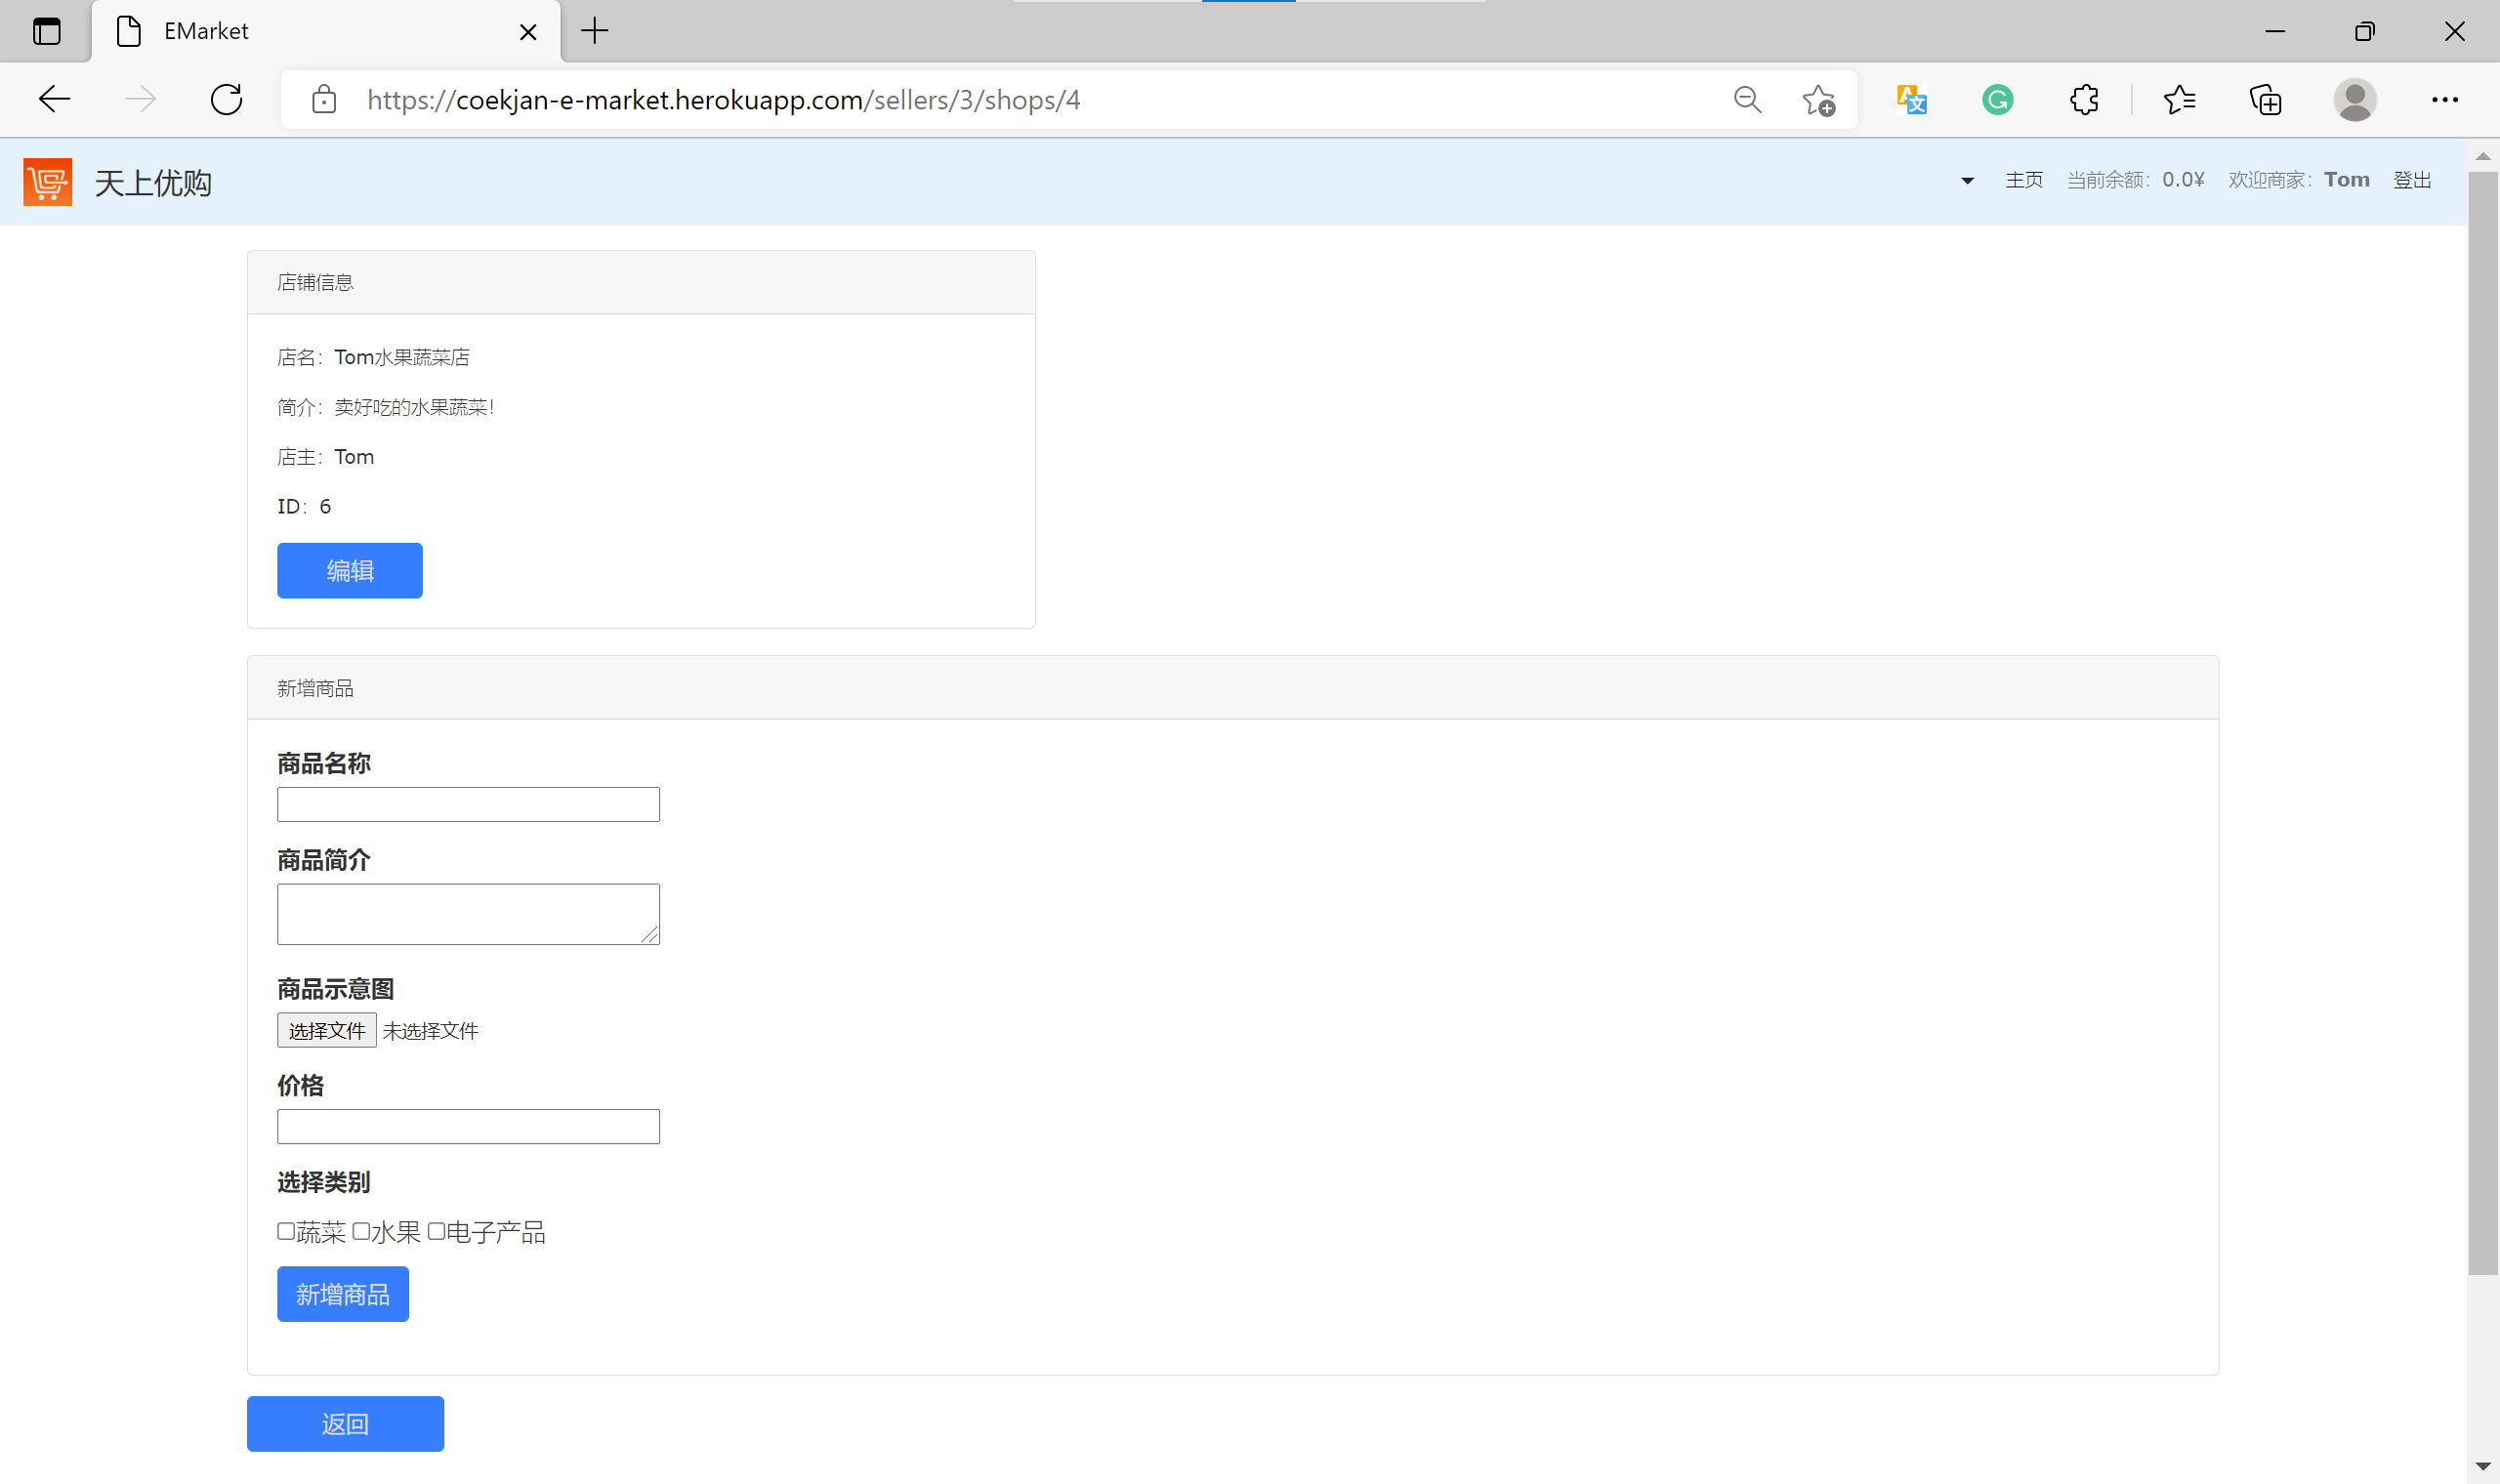 EMarket
https://coekjan-e-market.herokuapp.com/sellers/3/shops/4
天上优购
主页 当前余额：0.0¥ 欢迎商家：Tom 登出
店铺信息
店名：Tom水果蔬菜店
简介：卖好吃的水果蔬菜！
店主：Tom
ID：6
编辑
新增商品
商品名称
商品简介
商品示意图
选择文件 未选择文件
价格
选择类别
蔬菜 水果 电子产品
新增商品
返回